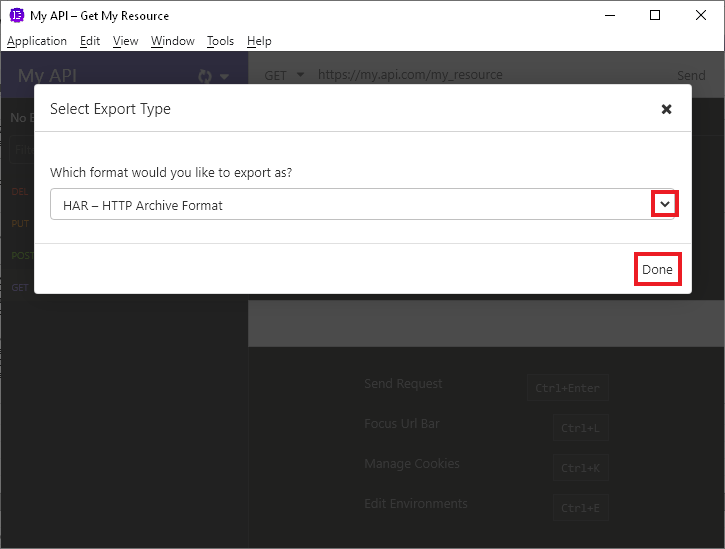 My API – Get My Resource
Application Edit View Window Tools Help
My API
GET https://my.api.com/my_resource Send
No E
Select Export Type
Filte
Which format would you like to export as?
DEL
HAR – HTTP Archive Format
PUT
POST
Done
GET
Send Request Ctrl+Enter
Focus Url Bar Ctrl+L
Manage Cookies Ctrl+K
Edit Environments Ctrl+E